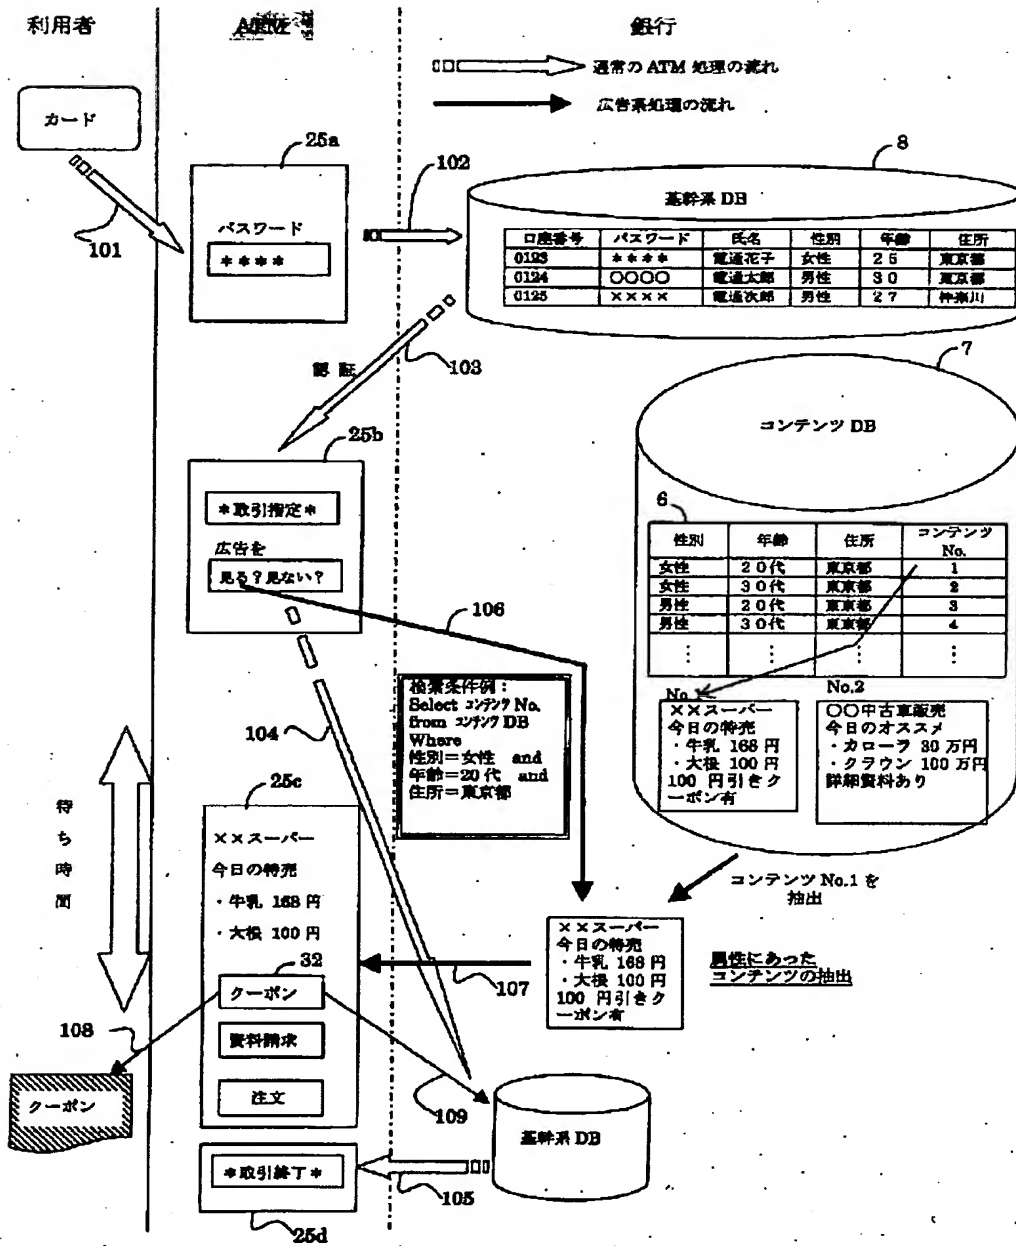 利用者
銀行
通常の ATM 処理の流れ
広告系処理の流れ
カード
25a
102
8
101
パスワード
＊＊＊＊
基幹系 DB
口座番号 パスワード 氏名 性別 年齢 住所
0123 ＊＊＊＊ 電通花子 女性 25 東京都
0124 〇〇〇〇 電通太郎 男性 30 東京都
0125 ×××× 電通次郎 男性 27 神奈川
認証
103
7
コンテンツ DB
25b
＊取引指定＊
広告を
見る？見ない？
6
性別 年齢 住所 コンテンツ
No.
女性 20代 東京都 1
女性 30代 東京都 2
男性 20代 東京都 3
男性 30代 東京都 4
106
検索条件例：
Select コンテンツ No.
from コンテンツ DB
Where
性別＝女性 and
年齢＝20代 and
住所＝東京都
No.
××スーパー
今日の特売
・牛乳 168 円
・大根 100 円
100 円引きク
ーポン有
No.2
〇〇中古車販売
今日のオススメ
・カローラ 80 万円
・クラウン 100 万円
詳細資料あり
104
待ち時間
25c
××スーパー
今日の特売
・牛乳 168 円
・大根 100 円
コンテンツ No.1 を
抽出
××スーパー
今日の特売
・牛乳 168 円
・大根 100 円
100 円引きク
ーポン有
男性にあった
コンテンツの抽出
32
クーポン
107
資料請求
注文
108
クーポン
109
基幹系 DB
＊取引終了＊
105
25d